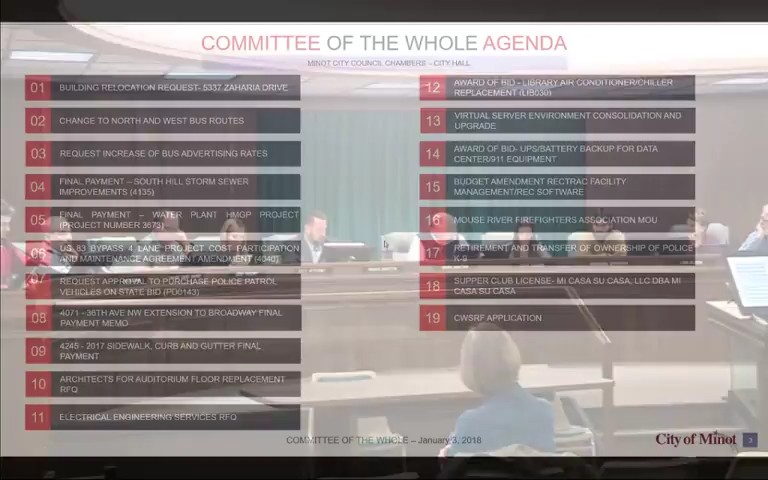 COMMITTEE OF THE WHOLE AGENDA
MINOT CITY COUNCIL CHAMBERS – CITY HALL
01 BUILDING RELOCATION REQUEST- 5337 ZAHARIA DRIVE
02 CHANGE TO NORTH AND WEST BUS ROUTES
03 REQUEST INCREASE OF BUS ADVERTISING RATES
04 FINAL PAYMENT – SOUTH HILL STORM SEWER
IMPROVEMENTS (4135)
05 FINAL PAYMENT – WATER PLANT HMGP PROJECT
(PROJECT NUMBER 3673)
06 US 83 BYPASS 4 LANE PROJECT COST PARTICIPATION
AND MAINTENANCE AGREEMENT AMENDMENT (4040)
07 REQUEST APPROVAL TO PURCHASE POLICE PATROL
VEHICLES ON STATE BID (PD0143)
08 4071 - 36TH AVE NW EXTENSION TO BROADWAY FINAL
PAYMENT MEMO
09 4245 - 2017 SIDEWALK, CURB AND GUTTER FINAL
PAYMENT
10 ARCHITECTS FOR AUDITORIUM FLOOR REPLACEMENT
RFQ
11 ELECTRICAL ENGINEERING SERVICES RFQ
12 AWARD OF BID - LIBRARY AIR CONDITIONER/CHILLER
REPLACEMENT (LIB030)
13 VIRTUAL SERVER ENVIRONMENT CONSOLIDATION AND
UPGRADE
14 AWARD OF BID- UPS/BATTERY BACKUP FOR DATA
CENTER/911 EQUIPMENT
15 BUDGET AMENDMENT RECTRAC FACILITY
MANAGEMENT/REC SOFTWARE
16 MOUSE RIVER FIREFIGHTERS ASSOCIATION MOU
17 RETIREMENT AND TRANSFER OF OWNERSHIP OF POLICE
K-9
18 SUPPER CLUB LICENSE- MI CASA SU CASA, LLC DBA MI
CASA SU CASA
19 CWSRF APPLICATION
COMMITTEE OF THE WHOLE – January 3, 2018
City of Minot
3